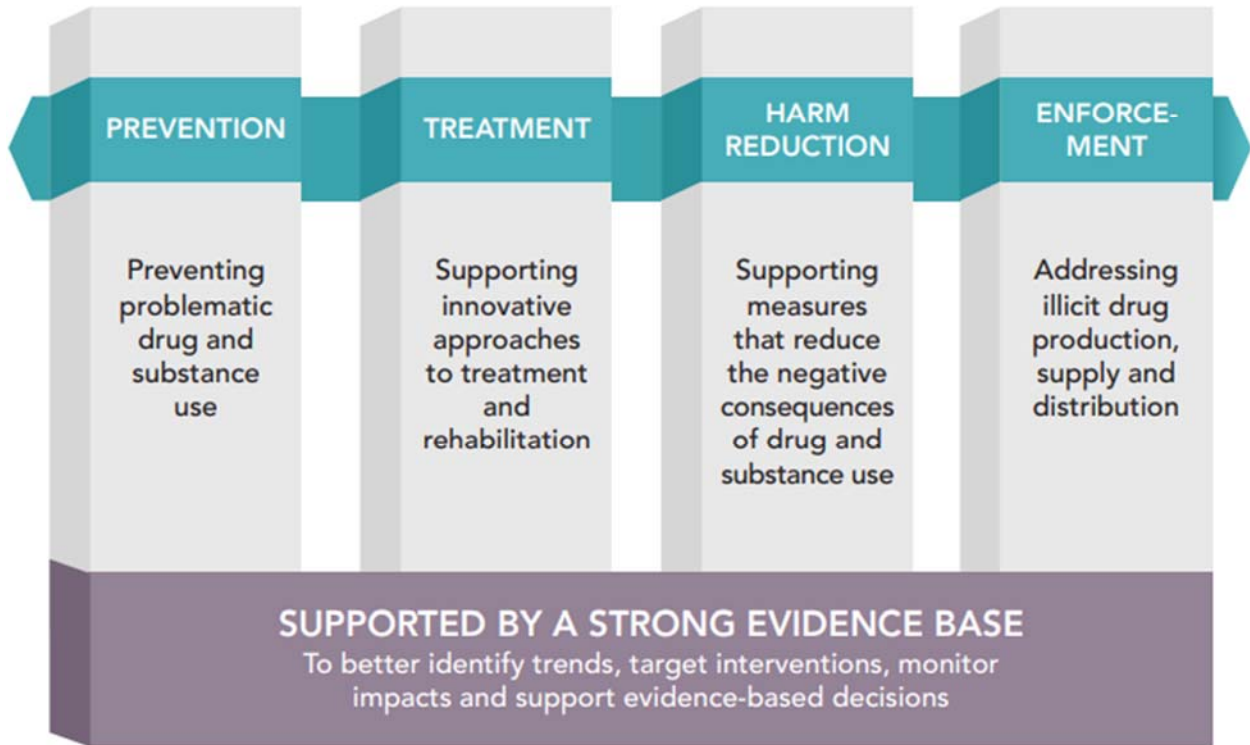 PREVENTION
Preventing
problematic
drug and
substance
use
TREATMENT
Supporting
innovative
approaches
to treatment
and
rehabilitation
HARM
REDUCTION
Supporting
measures
that reduce
the negative
consequences
of drug and
substance use
ENFORCE-
MENT
Addressing
illicit drug
production,
supply and
distribution
SUPPORTED BY A STRONG EVIDENCE BASE
To better identify trends, target interventions, monitor
impacts and support evidence-based decisions